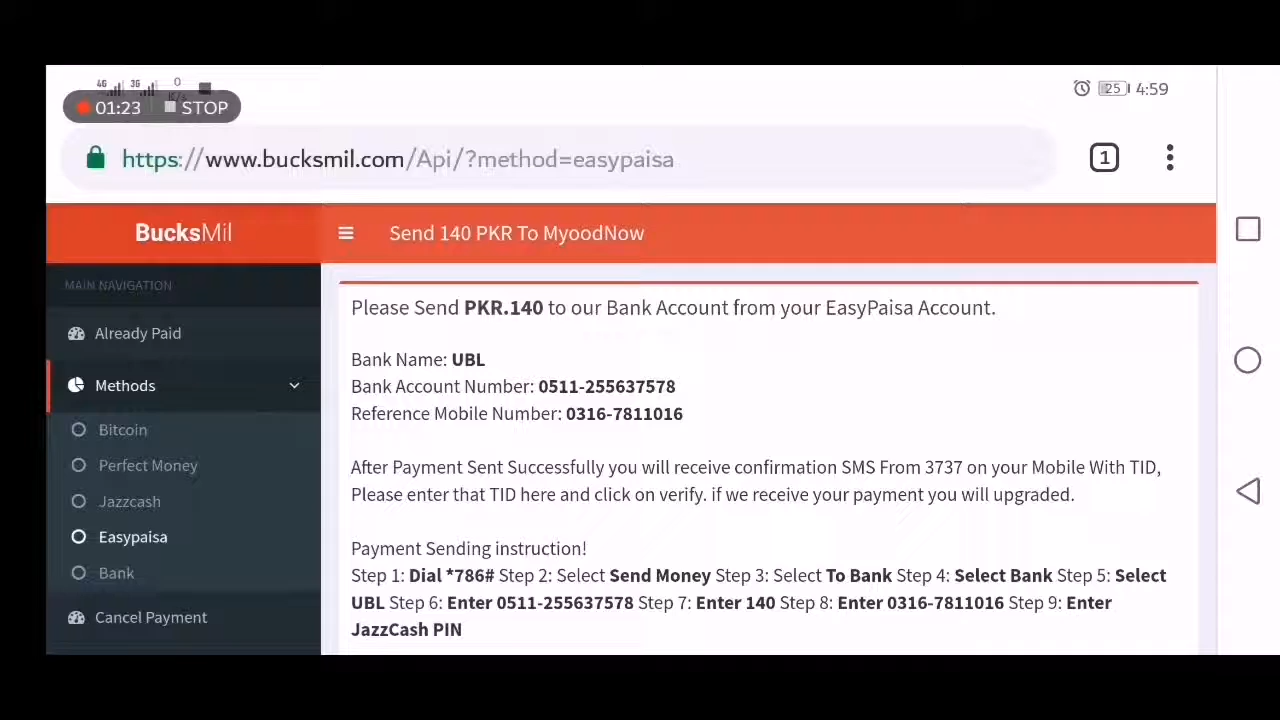 4G 3G 0
K/s
01:23 STOP
25 4:59
https://www.bucksmil.com/Api/?method=easypaisa
1
BucksMil
Send 140 PKR To MyoodNow
MAIN NAVIGATION
Already Paid
Methods
Bitcoin
Perfect Money
Jazzcash
Easypaisa
Bank
Cancel Payment
Please Send PKR.140 to our Bank Account from your EasyPaisa Account.
Bank Name: UBL
Bank Account Number: 0511-255637578
Reference Mobile Number: 0316-7811016
After Payment Sent Successfully you will receive confirmation SMS From 3737 on your Mobile With TID,
Please enter that TID here and click on verify. if we receive your payment you will upgraded.
Payment Sending instruction!
Step 1: Dial *786# Step 2: Select Send Money Step 3: Select To Bank Step 4: Select Bank Step 5: Select
UBL Step 6: Enter 0511-255637578 Step 7: Enter 140 Step 8: Enter 0316-7811016 Step 9: Enter
JazzCash PIN